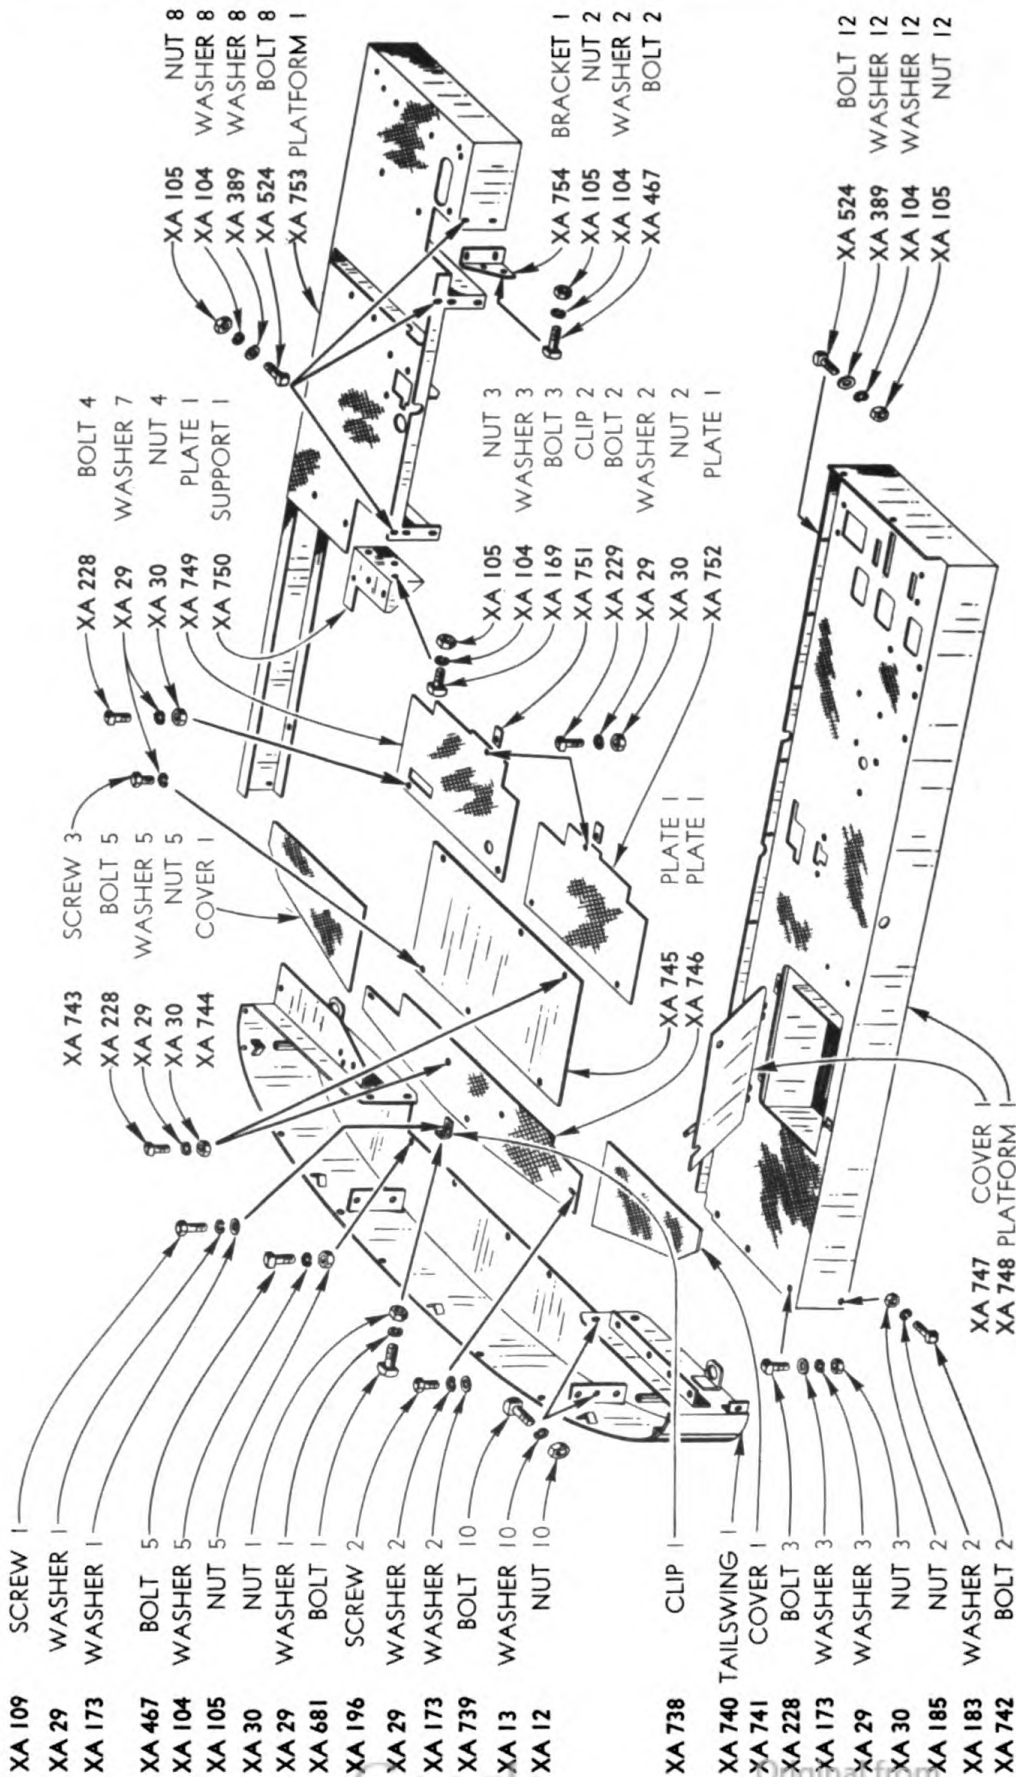 XA 109 SCREW 1
XA 29 WASHER 1
XA 173 WASHER 1
XA 467 BOLT 5
XA 104 WASHER 5
XA 105 NUT 5
XA 30 NUT 1
XA 29 WASHER 1
XA 681 BOLT 1
XA 196 SCREW 2
XA 29 WASHER 2
XA 173 WASHER 2
XA 739 BOLT 10
XA 13 WASHER 10
XA 12 NUT 10
XA 738 CLIP 1
XA 740 TAILSWING 1
XA 741 COVER 1
XA 228 BOLT 3
XA 173 WASHER 3
XA 29 WASHER 3
XA 30 NUT 3
XA 185 NUT 2
XA 183 WASHER 2
XA 742 BOLT 2
XA 743 SCREW 3
XA 228 BOLT 5
XA 29 WASHER 5
XA 30 NUT 5
XA 744 COVER 1
XA 745 PLATE 1
XA 746 PLATE 1
XA 747 COVER 1
XA 748 PLATFORM 1
XA 228 BOLT 4
XA 29 WASHER 7
XA 30 NUT 4
XA 749 PLATE 1
XA 750 SUPPORT 1
XA 105 NUT 3
XA 104 WASHER 3
XA 169 BOLT 3
XA 751 CLIP 2
XA 229 BOLT 2
XA 29 WASHER 2
XA 30 NUT 2
XA 752 PLATE 1
XA 105 NUT 8
XA 104 WASHER 8
XA 389 WASHER 8
XA 524 BOLT 8
XA 753 PLATFORM 1
XA 754 BRACKET 1
XA 105 NUT 2
XA 104 WASHER 2
XA 467 BOLT 2
XA 524 BOLT 12
XA 389 WASHER 12
XA 104 WASHER 12
XA 105 NUT 12
Original from